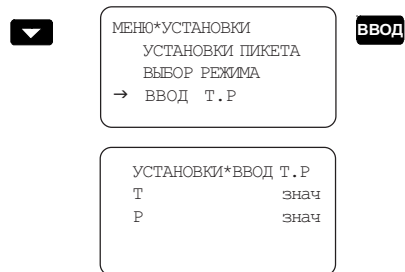 МЕНЮ*УСТАНОВКИ
ВВОД
УСТАНОВКИ ПИКЕТА
ВЫБОР РЕЖИМА
→ ВВОД Т.Р
УСТАНОВКИ*ВВОД Т.Р
Т знач
Р знач